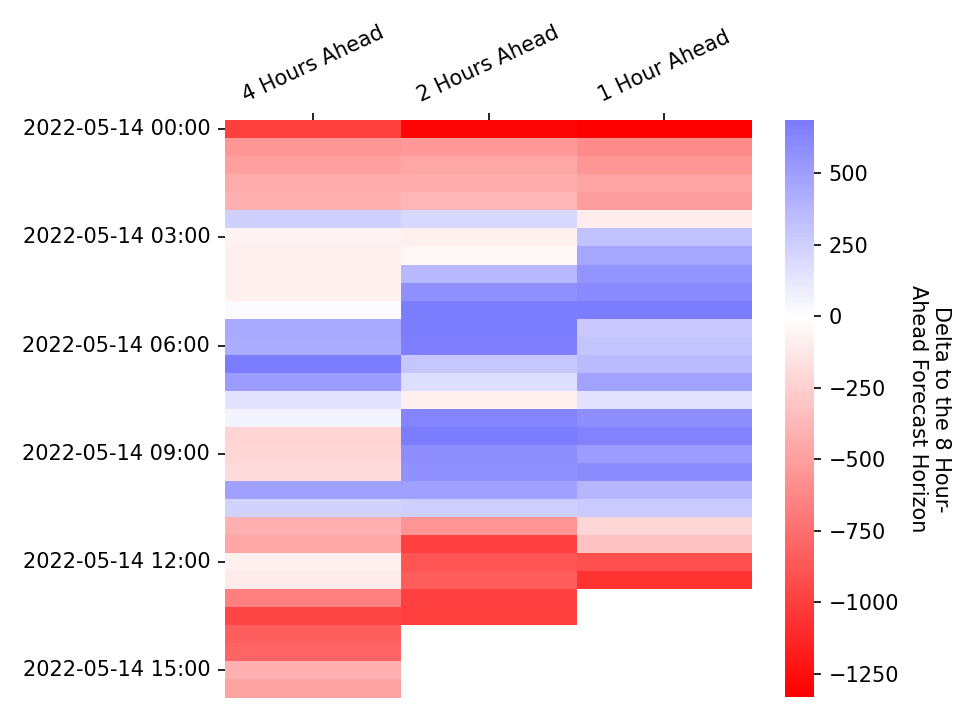 4 Hours Ahead
2 Hours Ahead
1 Hour Ahead
2022-05-14 00:00
2022-05-14 03:00
2022-05-14 06:00
2022-05-14 09:00
2022-05-14 12:00
2022-05-14 15:00
500
250
0
−250
−500
−750
−1000
−1250
Delta to the 8 Hour-
Ahead Forecast Horizon